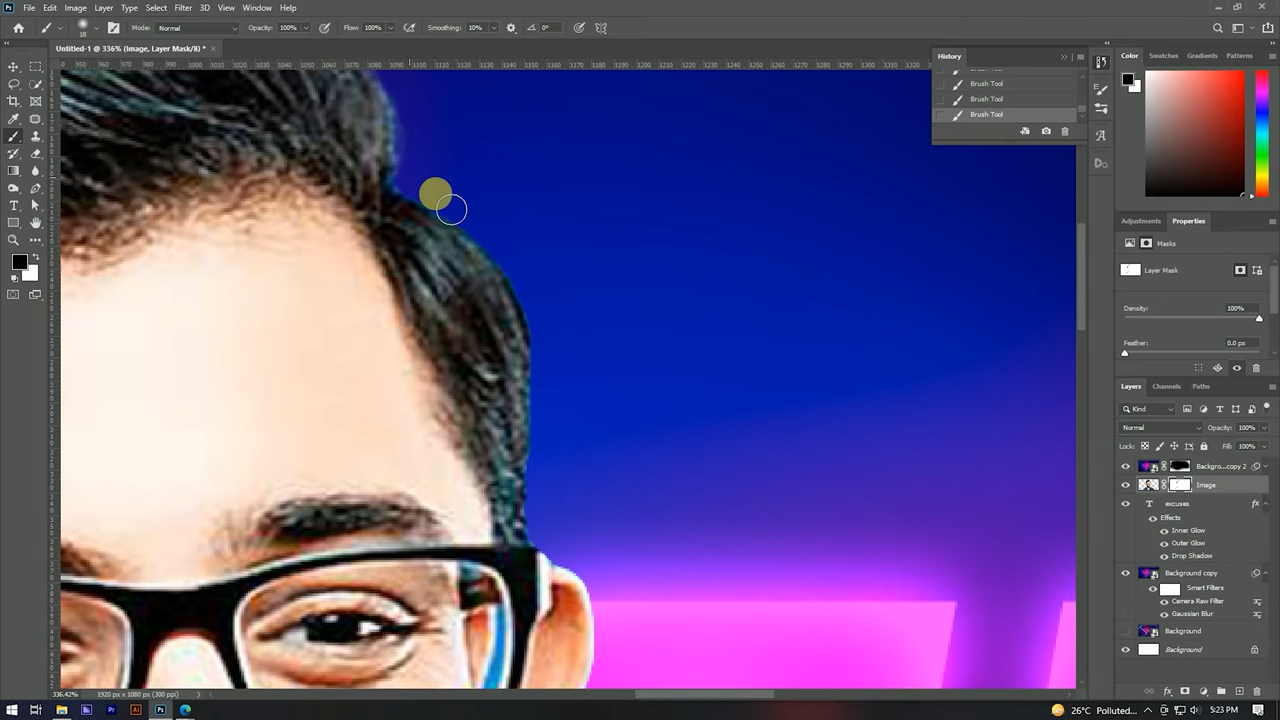 File Edit Image Layer Type Select Filter 3D View Window Help
Mode: Normal Opacity: 100% Flow: 100% Smoothing: 10% 0°
18
Untitled-1 @ 336% (Image, Layer Mask/8) *
History
Brush Tool
Brush Tool
Brush Tool
Color Swatches Gradients Patterns
Adjustments Properties
Masks
Layer Mask
Density: 100%
Feather: 0.0 px
Layers Channels Paths
Kind
Normal Opacity: 100%
Lock: Fill: 100%
Backgro...copy 2
Image
T excuses fx
Effects
Inner Glow
Outer Glow
Drop Shadow
Background copy
Smart Filters
Camera Raw Filter
Gaussian Blur
Background
Background
336.42% 1920 px x 1080 px (300 ppi)
26°C Polluted... 5:23 PM